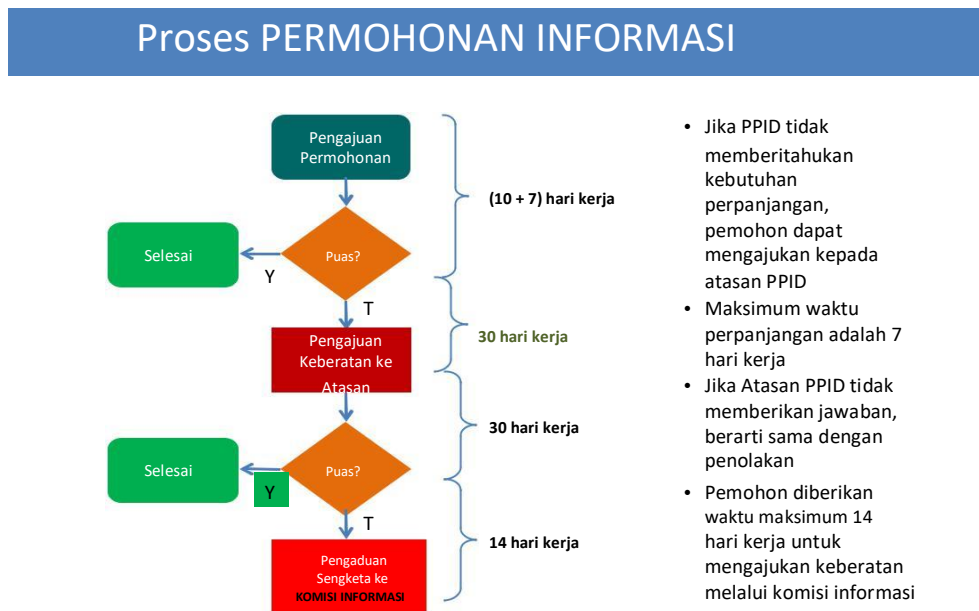 Proses PERMOHONAN INFORMASI
Pengajuan
Permohonan
(10 + 7) hari kerja
Selesai
Puas?
Y
T
30 hari kerja
Pengajuan
Keberatan ke
Atasan
30 hari kerja
Selesai
Puas?
Y
T
14 hari kerja
Pengaduan
Sengketa ke
KOMISI INFORMASI
• Jika PPID tidak
memberitahukan
kebutuhan
perpanjangan,
pemohon dapat
mengajukan kepada
atasan PPID
• Maksimum waktu
perpanjangan adalah 7
hari kerja
• Jika Atasan PPID tidak
memberikan jawaban,
berarti sama dengan
penolakan
• Pemohon diberikan
waktu maksimum 14
hari kerja untuk
mengajukan keberatan
melalui komisi informasi